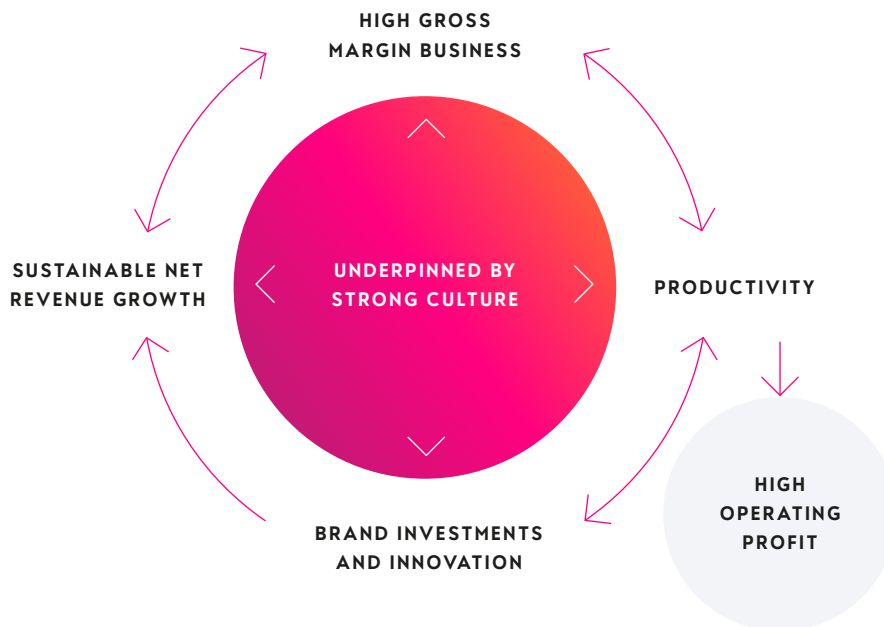 HIGH GROSS
MARGIN BUSINESS
SUSTAINABLE NET
REVENUE GROWTH
UNDERPINNED BY
STRONG CULTURE
PRODUCTIVITY
HIGH
OPERATING
PROFIT
BRAND INVESTMENTS
AND INNOVATION